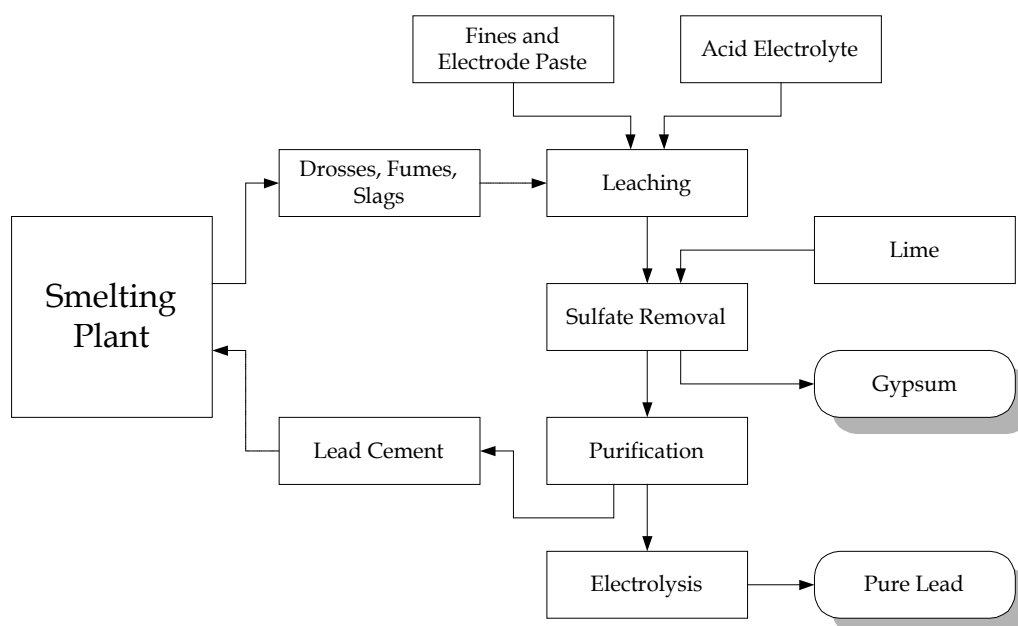 Fines and
Electrode Paste
Acid Electrolyte
Drosses, Fumes,
Slags
Leaching
Smelting
Plant
Lime
Sulfate Removal
Gypsum
Lead Cement
Purification
Electrolysis
Pure Lead